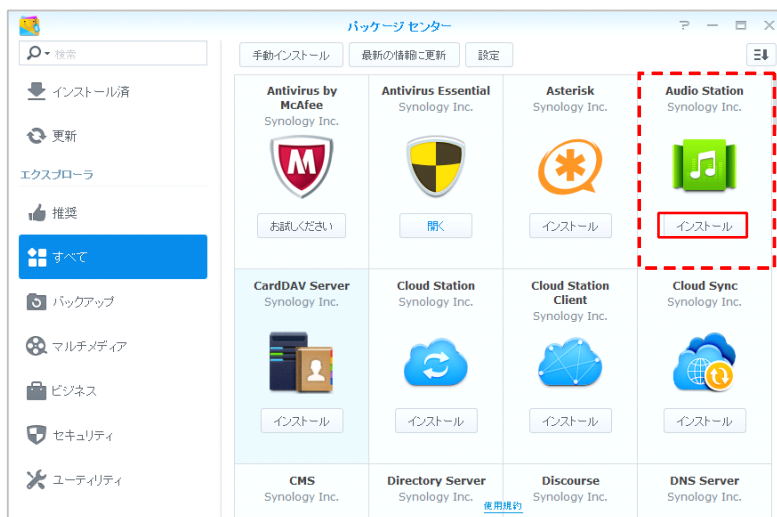 パッケージ センター
検索
手動インストール
最新の情報に更新
設定
インストール済
更新
エクスプローラ
推奨
すべて
バックアップ
マルチメディア
ビジネス
セキュリティ
ユーティリティ
Antivirus by
McAfee
Synology Inc.
お試しください
Antivirus Essential
Synology Inc.
開く
Asterisk
Synology Inc.
インストール
Audio Station
Synology Inc.
インストール
CardDAV Server
Synology Inc.
インストール
Cloud Station
Synology Inc.
インストール
Cloud Station
Client
Synology Inc.
インストール
Cloud Sync
Synology Inc.
インストール
CMS
Synology Inc.
Directory Server
Synology Inc.
Discourse
Synology Inc.
DNS Server
Synology Inc.
使用規約